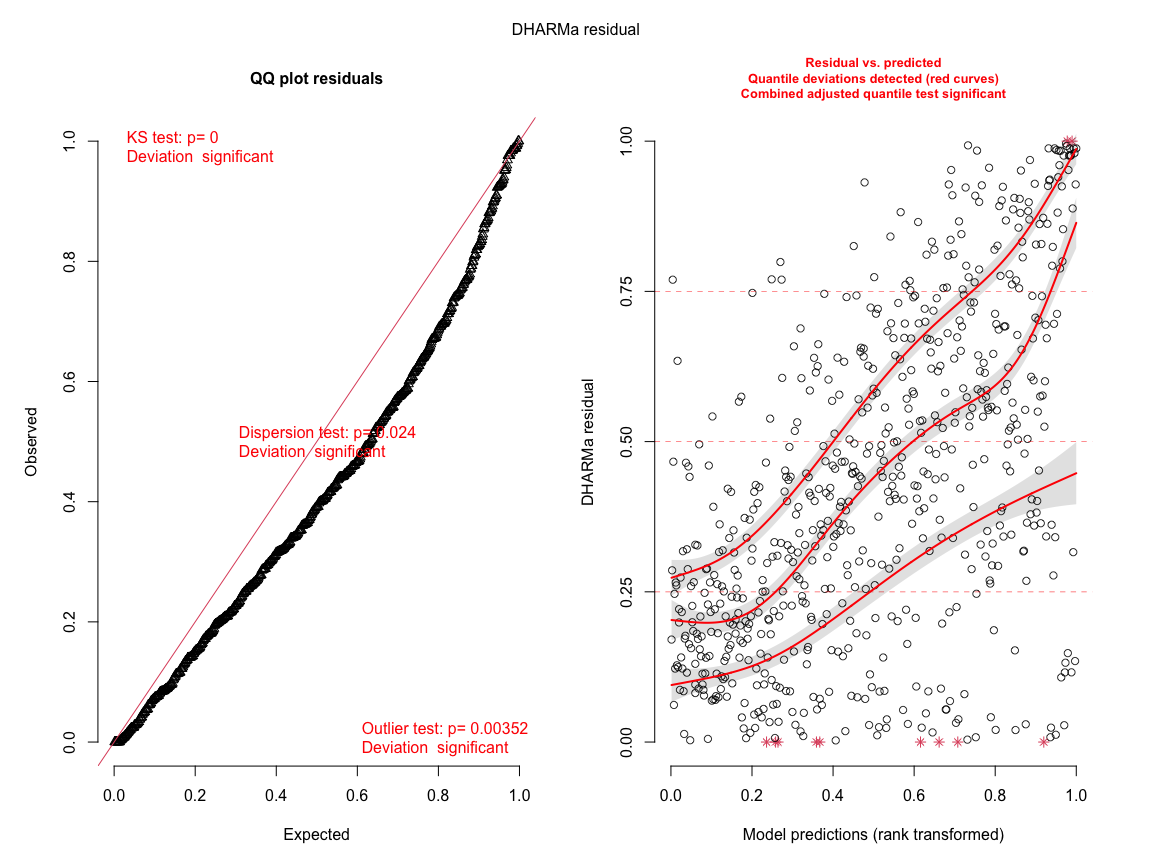 DHARMa residual
QQ plot residuals
KS test: p= 0
Deviation  significant
Dispersion test: p= 0.024
Deviation  significant
Outlier test: p= 0.00352
Deviation  significant
Observed
0.0
0.2
0.4
0.6
0.8
1.0
0.0 0.2 0.4 0.6 0.8 1.0
Expected
Residual vs. predicted
Quantile deviations detected (red curves)
Combined adjusted quantile test significant
DHARMa residual
0.00
0.25
0.50
0.75
1.00
0.0 0.2 0.4 0.6 0.8 1.0
Model predictions (rank transformed)